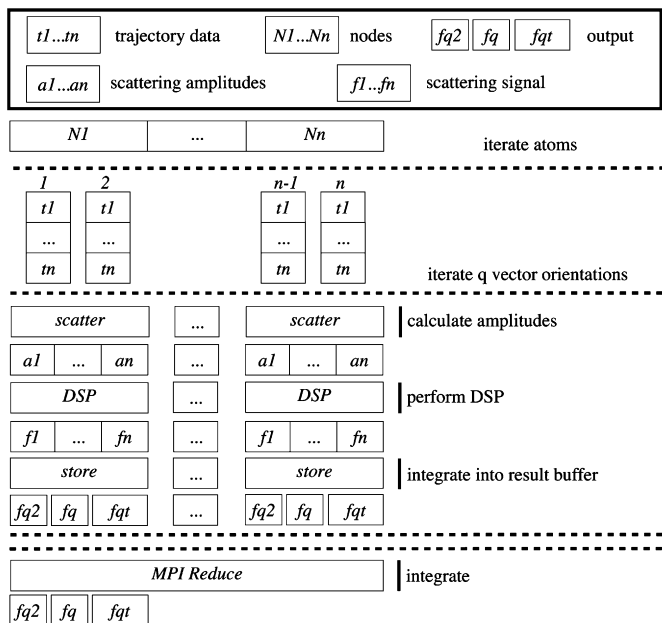 t1...tn trajectory data N1...Nn nodes fq2 fq fqt output
a1...an scattering amplitudes f1...fn scattering signal
N1 ... Nn iterate atoms
1 2 n-1 n
t1 t1 t1 t1
... ... ... ...
tn tn tn tn iterate q vector orientations
scatter ... scatter calculate amplitudes
a1 ... an ... a1 ... an
DSP ... DSP perform DSP
f1 ... fn ... f1 ... fn
store ... store integrate into result buffer
fq2 fq fqt ... fq2 fq fqt
MPI Reduce integrate
fq2 fq fqt